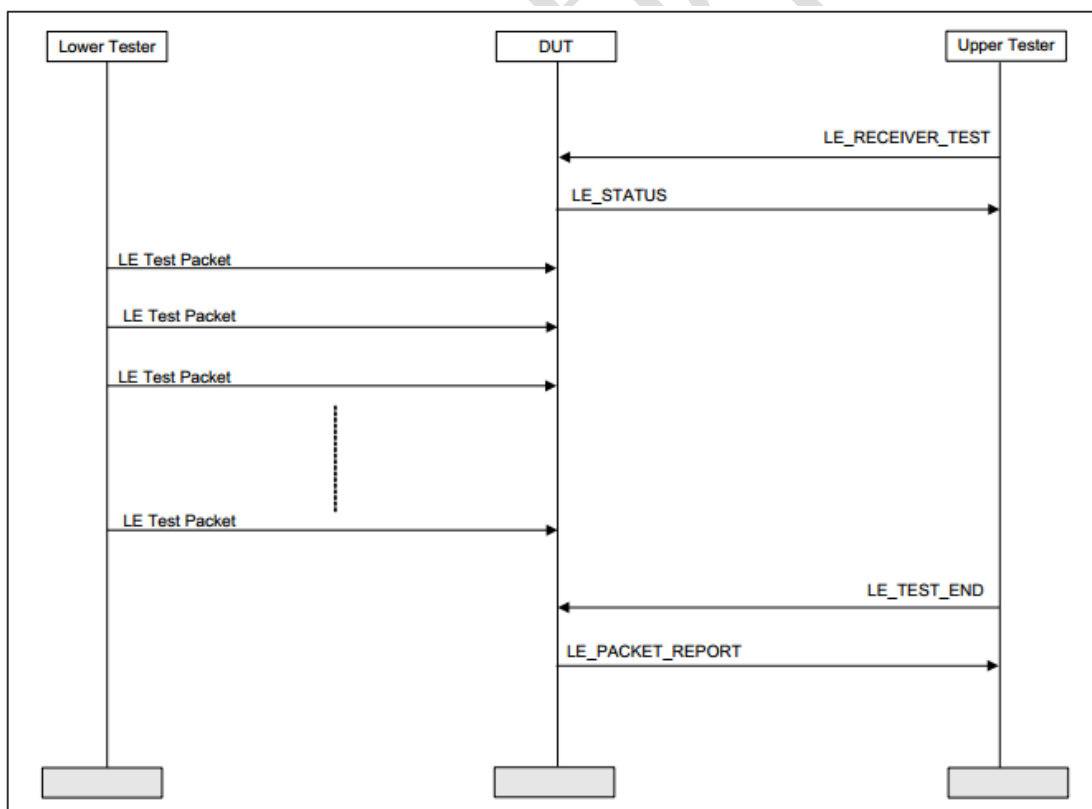 Lower Tester
DUT
Upper Tester
LE_RECEIVER_TEST
LE_STATUS
LE Test Packet
LE Test Packet
LE Test Packet
LE Test Packet
LE_TEST_END
LE_PACKET_REPORT